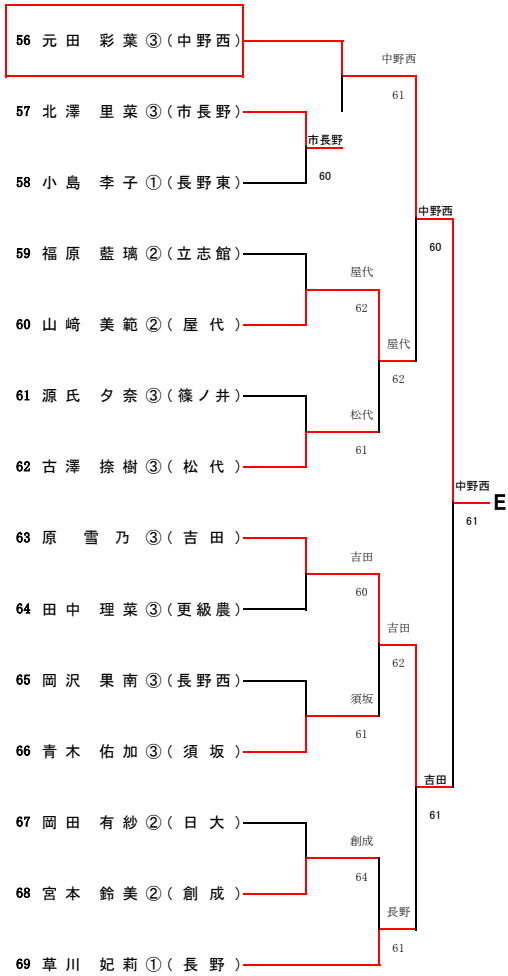 56 元田 彩葉 ③ (中野西)
中野西
61
57 北澤 里菜 ③ (市長野)
市長野
60
58 小島 李子 ① (長野東)
中野西
60
59 福原 藍璃 ② (立志館)
屋代
62
60 山﨑 美範 ② (屋代)
屋代
62
61 源氏 夕奈 ③ (篠ノ井)
松代
61
62 古澤 捺樹 ③ (松代)
中野西
E
61
63 原 雪乃 ③ (吉田)
吉田
60
64 田中 理菜 ③ (更級農)
吉田
62
65 岡沢 果南 ③ (長野西)
須坂
61
66 青木 佑加 ③ (須坂)
吉田
61
67 岡田 有紗 ② (日大)
創成
64
68 宮本 鈴美 ② (創成)
長野
61
69 草川 妃莉 ① (長野)